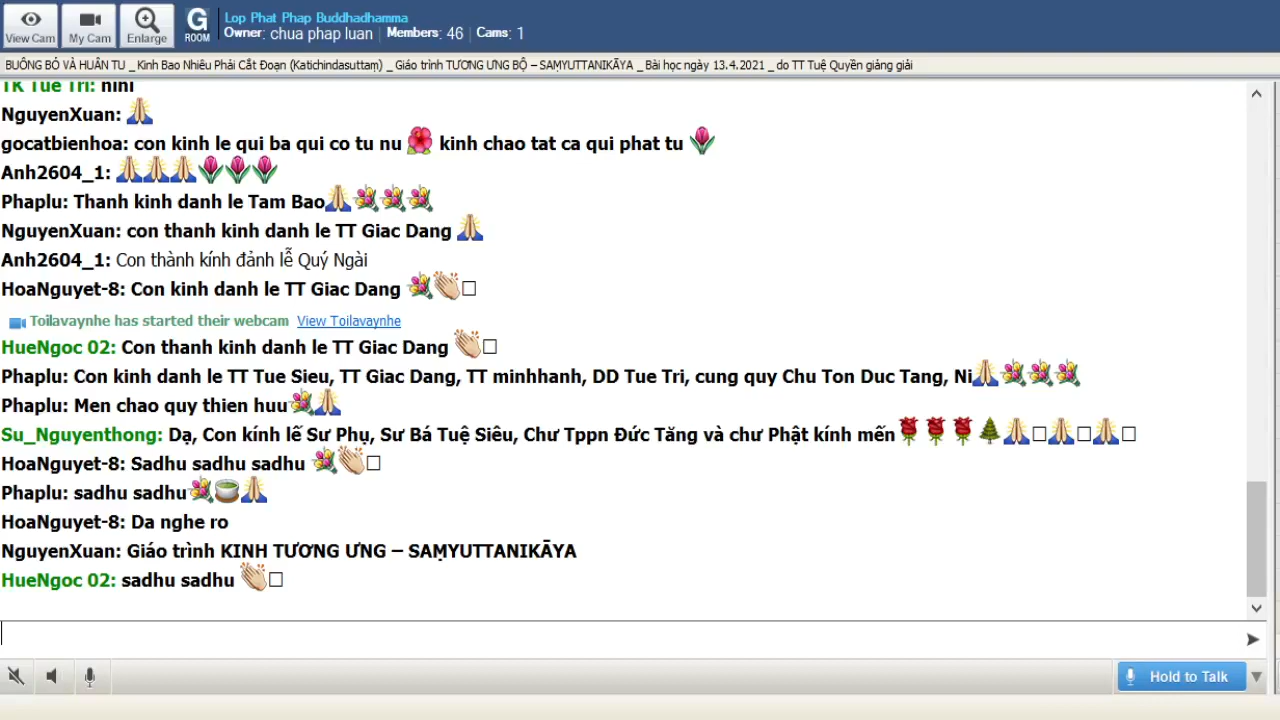 View Cam
My Cam
Enlarge
G
ROOM
Lop Phat Phap Buddhadhamma
Owner: chua phap luan Members: 46 Cams: 1
BUÔNG BỎ VÀ HUÂN TU _ Kinh Bao Nhiêu Phải Cắt Đoạn (Katichindasuttaṃ) _ Giáo trình TƯƠNG ƯNG BỘ – SAṂYUTTANIKĀYA _ Bài học ngày 13.4.2021 _ do TT Tuệ Quyền giảng giải
TK Tue Tri: hihi
NguyenXuan:
gocatbienhoa: con kinh le qui ba qui co tu nu kinh chao tat ca qui phat tu
Anh2604_1:
Phaplu: Thanh kinh danh le Tam Bao
NguyenXuan: con thanh kinh danh le TT Giac Dang
Anh2604_1: Con thành kính đảnh lễ Quý Ngài
HoaNguyet-8: Con kinh danh le TT Giac Dang
Toilavaynhe has started their webcam View Toilavaynhe
HueNgoc 02: Con thanh kinh danh le TT Giac Dang
Phaplu: Con kinh danh le TT Tue Sieu, TT Giac Dang, TT minhhanh, DD Tue Tri, cung quy Chu Ton Duc Tang, Ni
Phaplu: Men chao quy thien huu
Su_Nguyenthong: Dạ, Con kính lễ Sư Phụ, Sư Bá Tuệ Siêu, Chư Tppn Đức Tăng và chư Phật kính mến
HoaNguyet-8: Sadhu sadhu sadhu
Phaplu: sadhu sadhu
HoaNguyet-8: Da nghe ro
NguyenXuan: Giáo trình KINH TƯƠNG ƯNG – SAṂYUTTANIKĀYA
HueNgoc 02: sadhu sadhu
Hold to Talk